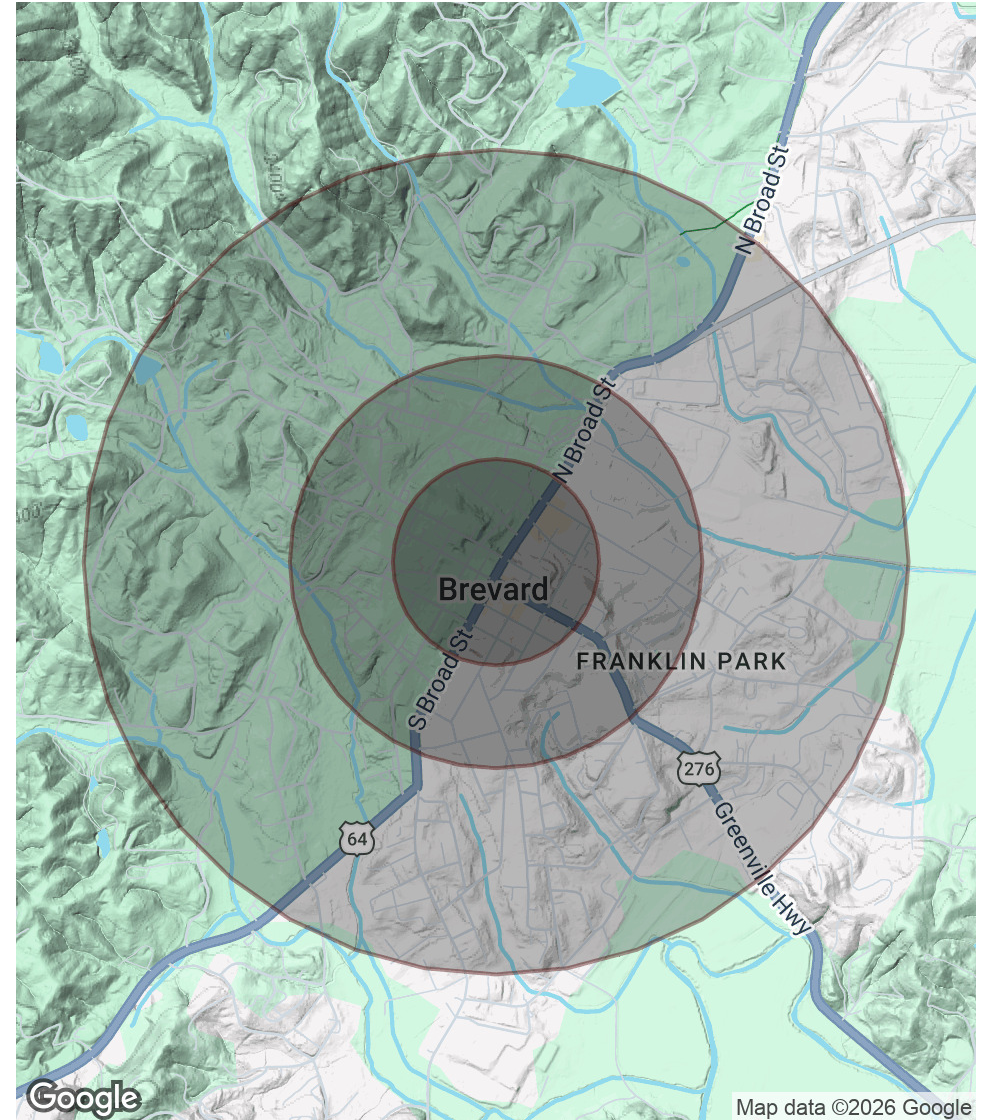 N Broad St
N Broad St
Brevard
S Broad St
FRANKLIN PARK
276
64
Greenville Hwy
Google
Map data ©2026 Google